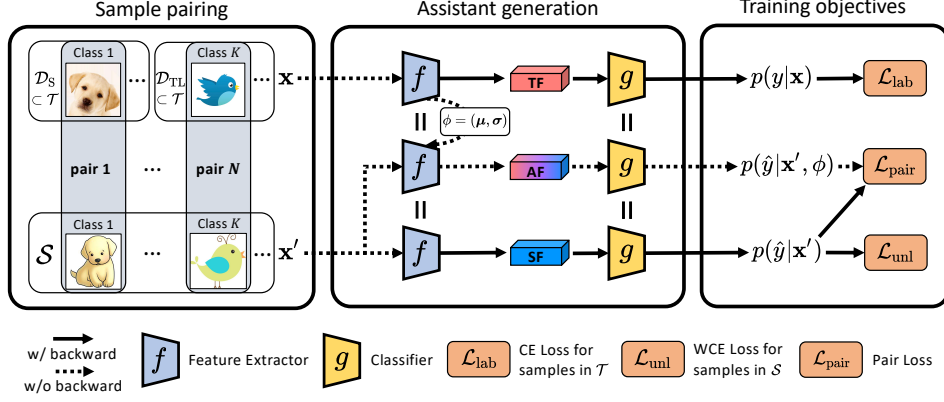 Sample pairing
Assistant generation
Training objectives
Class 1
Class K
𝒟_S ⊂ 𝒯
...
𝒟_TL ⊂ 𝒯
... x
f
TF
g
p(y|x)
ℒ_lab
ϕ = (μ, σ)
=
=
pair 1
...
pair N
f
AF
g
p(ŷ|x′, ϕ)
ℒ_pair
=
=
Class 1
Class K
𝒮
...
... x′
f
SF
g
p(ŷ|x′)
ℒ_unl
w/ backward
w/o backward
f
Feature Extractor
g
Classifier
ℒ_lab
CE Loss for
samples in 𝒯
ℒ_unl
WCE Loss for
samples in 𝒮
ℒ_pair
Pair Loss